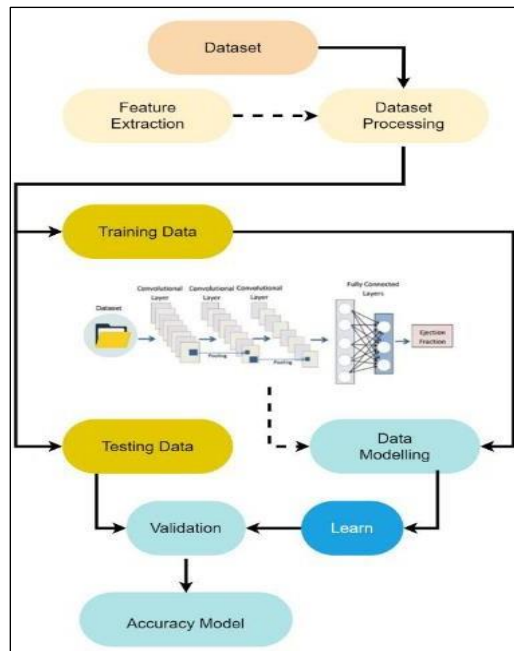 Dataset
Feature
Extraction
Dataset
Processing
Training Data
Convolutional
Layer
Convolutional
Layer
Convolutional
Layer
Fully Connected
Layers
Dataset
Pooling
Pooling
Ejection
Fraction
Testing Data
Data
Modelling
Validation
Learn
Accuracy Model